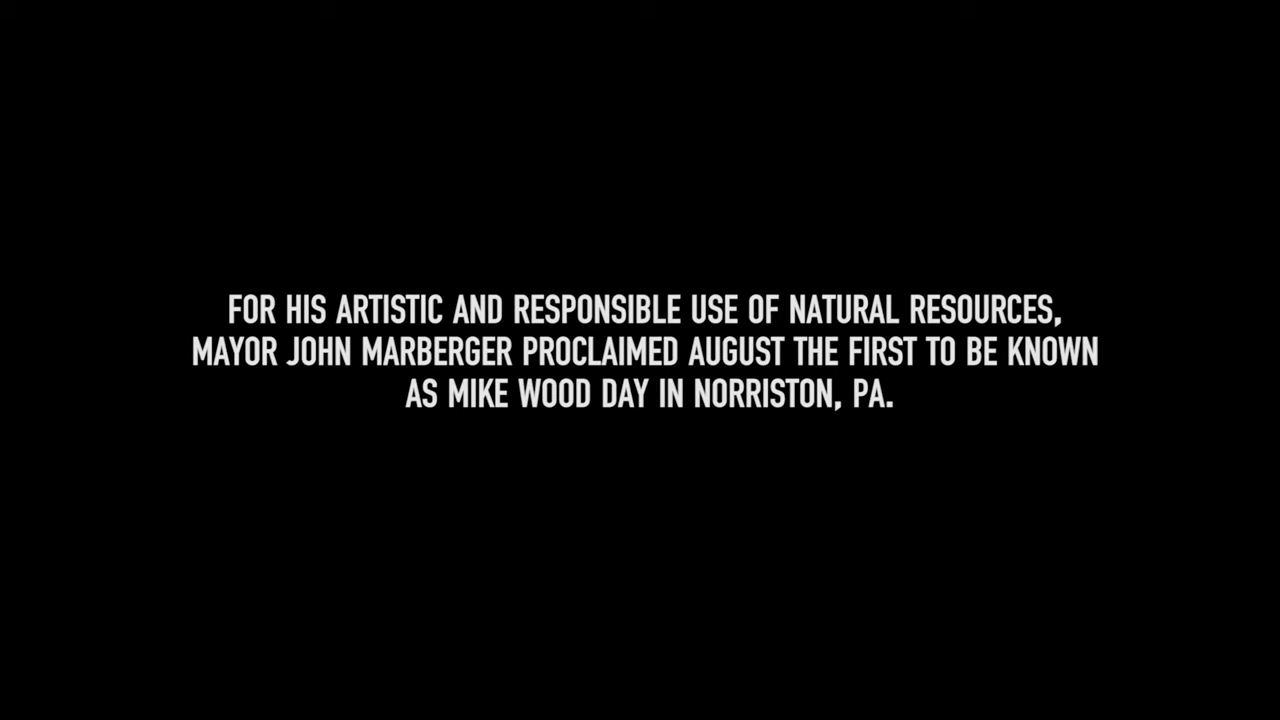 FOR HIS ARTISTIC AND RESPONSIBLE USE OF NATURAL RESOURCES,
MAYOR JOHN MARBERGER PROCLAIMED AUGUST THE FIRST TO BE KNOWN
AS MIKE WOOD DAY IN NORRISTON, PA.